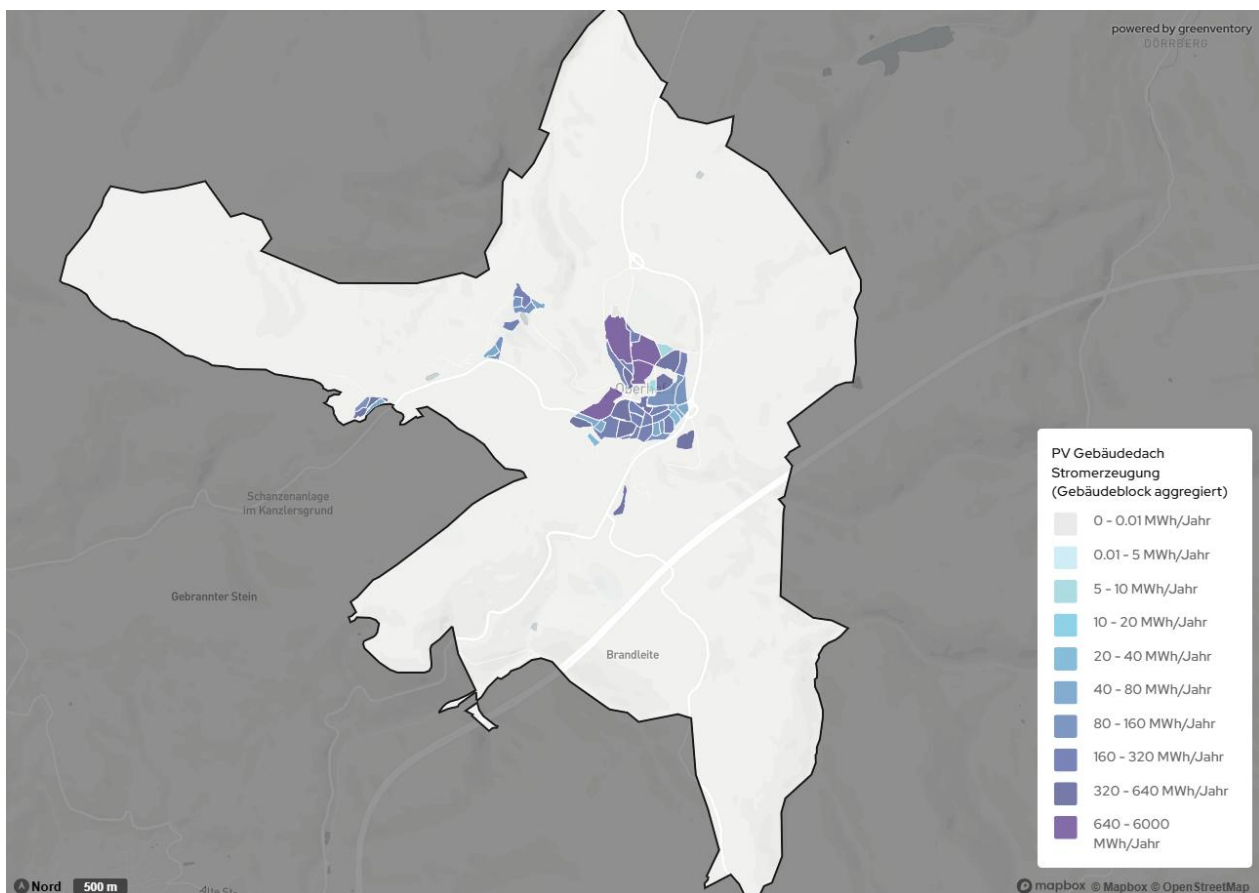 powered by greenventory
DÖRRBERG
Oberhof
Schanzenanlage
im Kanzlersgrund
Gebrannter Stein
Brandleite
PV Gebäudedach
Stromerzeugung
(Gebäudeblock aggregiert)
0 - 0.01 MWh/Jahr
0.01 - 5 MWh/Jahr
5 - 10 MWh/Jahr
10 - 20 MWh/Jahr
20 - 40 MWh/Jahr
40 - 80 MWh/Jahr
80 - 160 MWh/Jahr
160 - 320 MWh/Jahr
320 - 640 MWh/Jahr
640 - 6000
MWh/Jahr
Nord 500 m
mapbox © Mapbox © OpenStreetMap